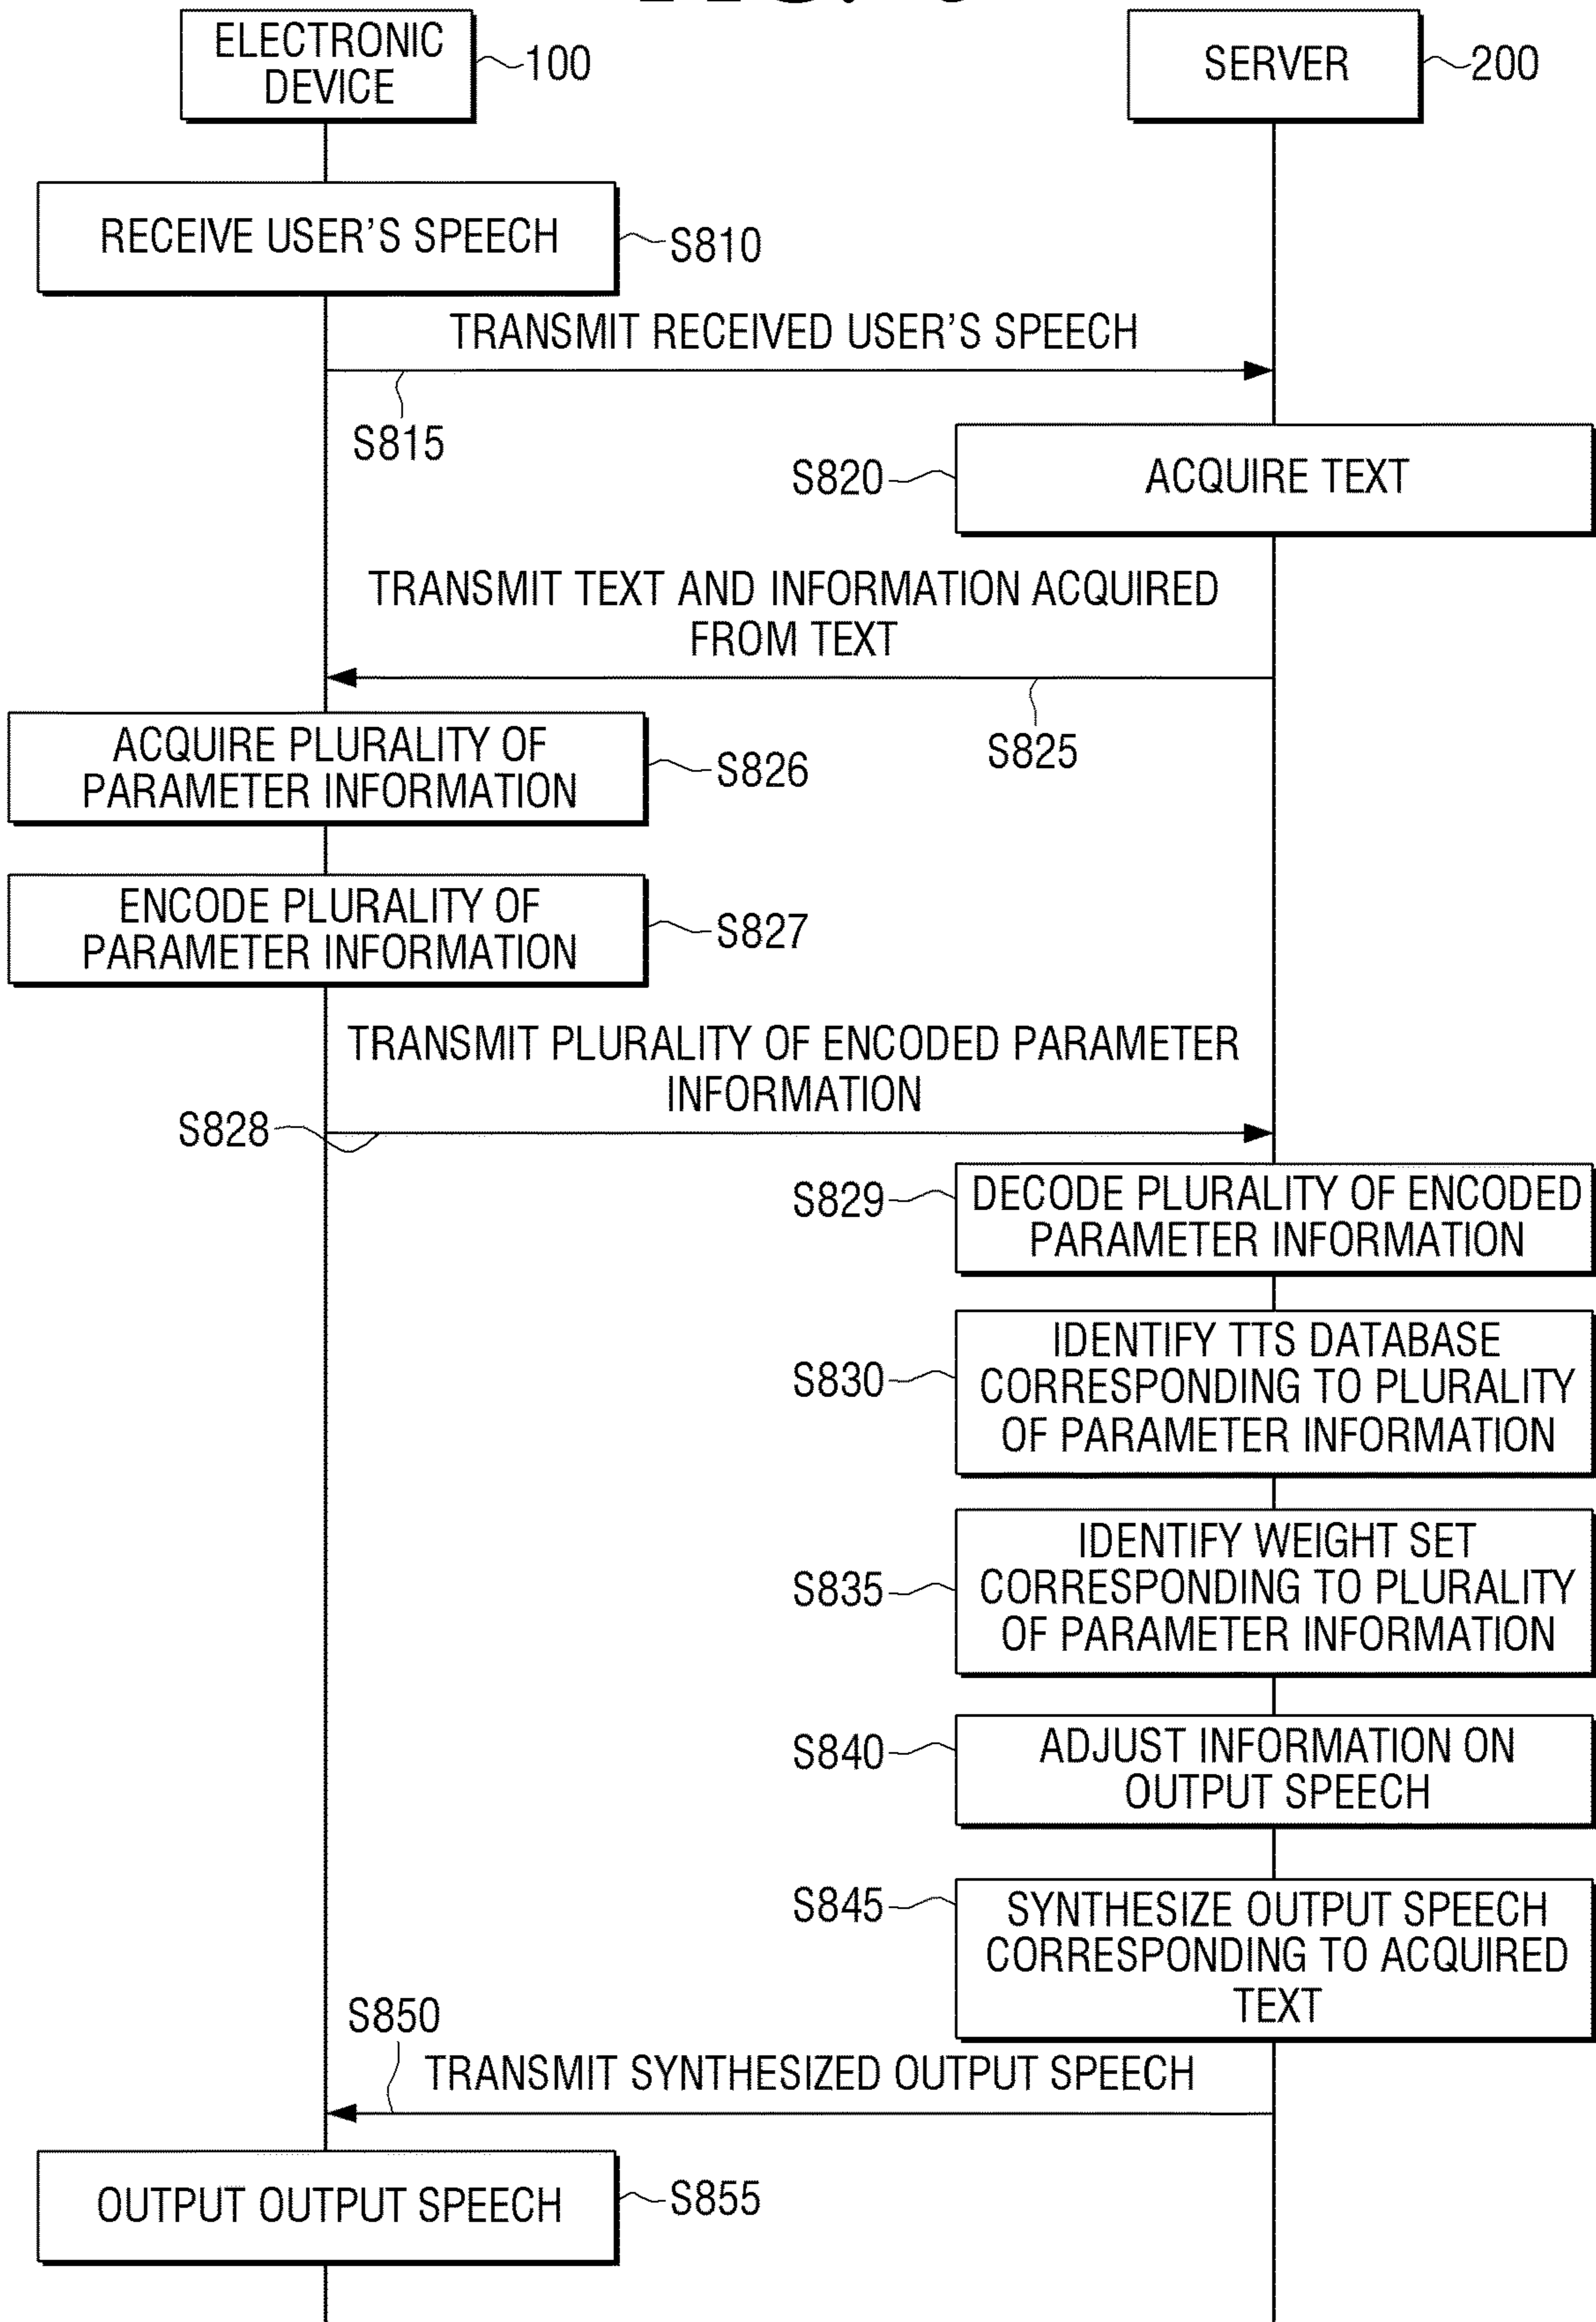 ELECTRONIC
DEVICE
100
SERVER
200
RECEIVE USER'S SPEECH
S810
TRANSMIT RECEIVED USER'S SPEECH
S815
S820
ACQUIRE TEXT
TRANSMIT TEXT AND INFORMATION ACQUIRED
FROM TEXT
S825
ACQUIRE PLURALITY OF
PARAMETER INFORMATION
S826
ENCODE PLURALITY OF
PARAMETER INFORMATION
S827
TRANSMIT PLURALITY OF ENCODED PARAMETER
INFORMATION
S828
S829
DECODE PLURALITY OF ENCODED
PARAMETER INFORMATION
S830
IDENTIFY TTS DATABASE
CORRESPONDING TO PLURALITY
OF PARAMETER INFORMATION
S835
IDENTIFY WEIGHT SET
CORRESPONDING TO PLURALITY
OF PARAMETER INFORMATION
S840
ADJUST INFORMATION ON
OUTPUT SPEECH
S845
SYNTHESIZE OUTPUT SPEECH
CORRESPONDING TO ACQUIRED
TEXT
S850
TRANSMIT SYNTHESIZED OUTPUT SPEECH
OUTPUT OUTPUT SPEECH
S855